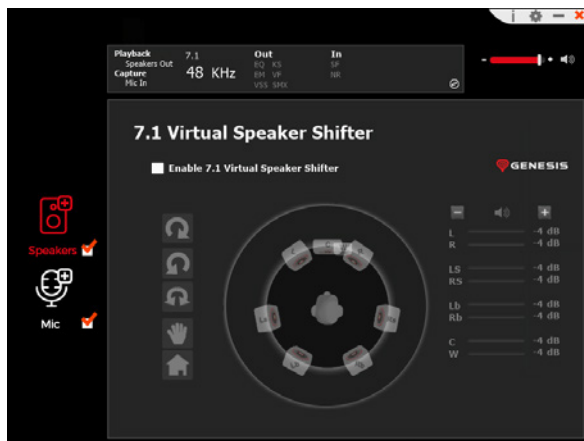 i
Playback 7.1 Out In
Speakers Out EQ KS SF
Capture 48 KHz EM VF NR
Mic In VSS SMX
7.1 Virtual Speaker Shifter
Enable 7.1 Virtual Speaker Shifter
GENESIS
L -4 dB
R -4 dB
Speakers
LS -4 dB
RS -4 dB
Lb -4 dB
Rb -4 dB
Mic
C -4 dB
W -4 dB